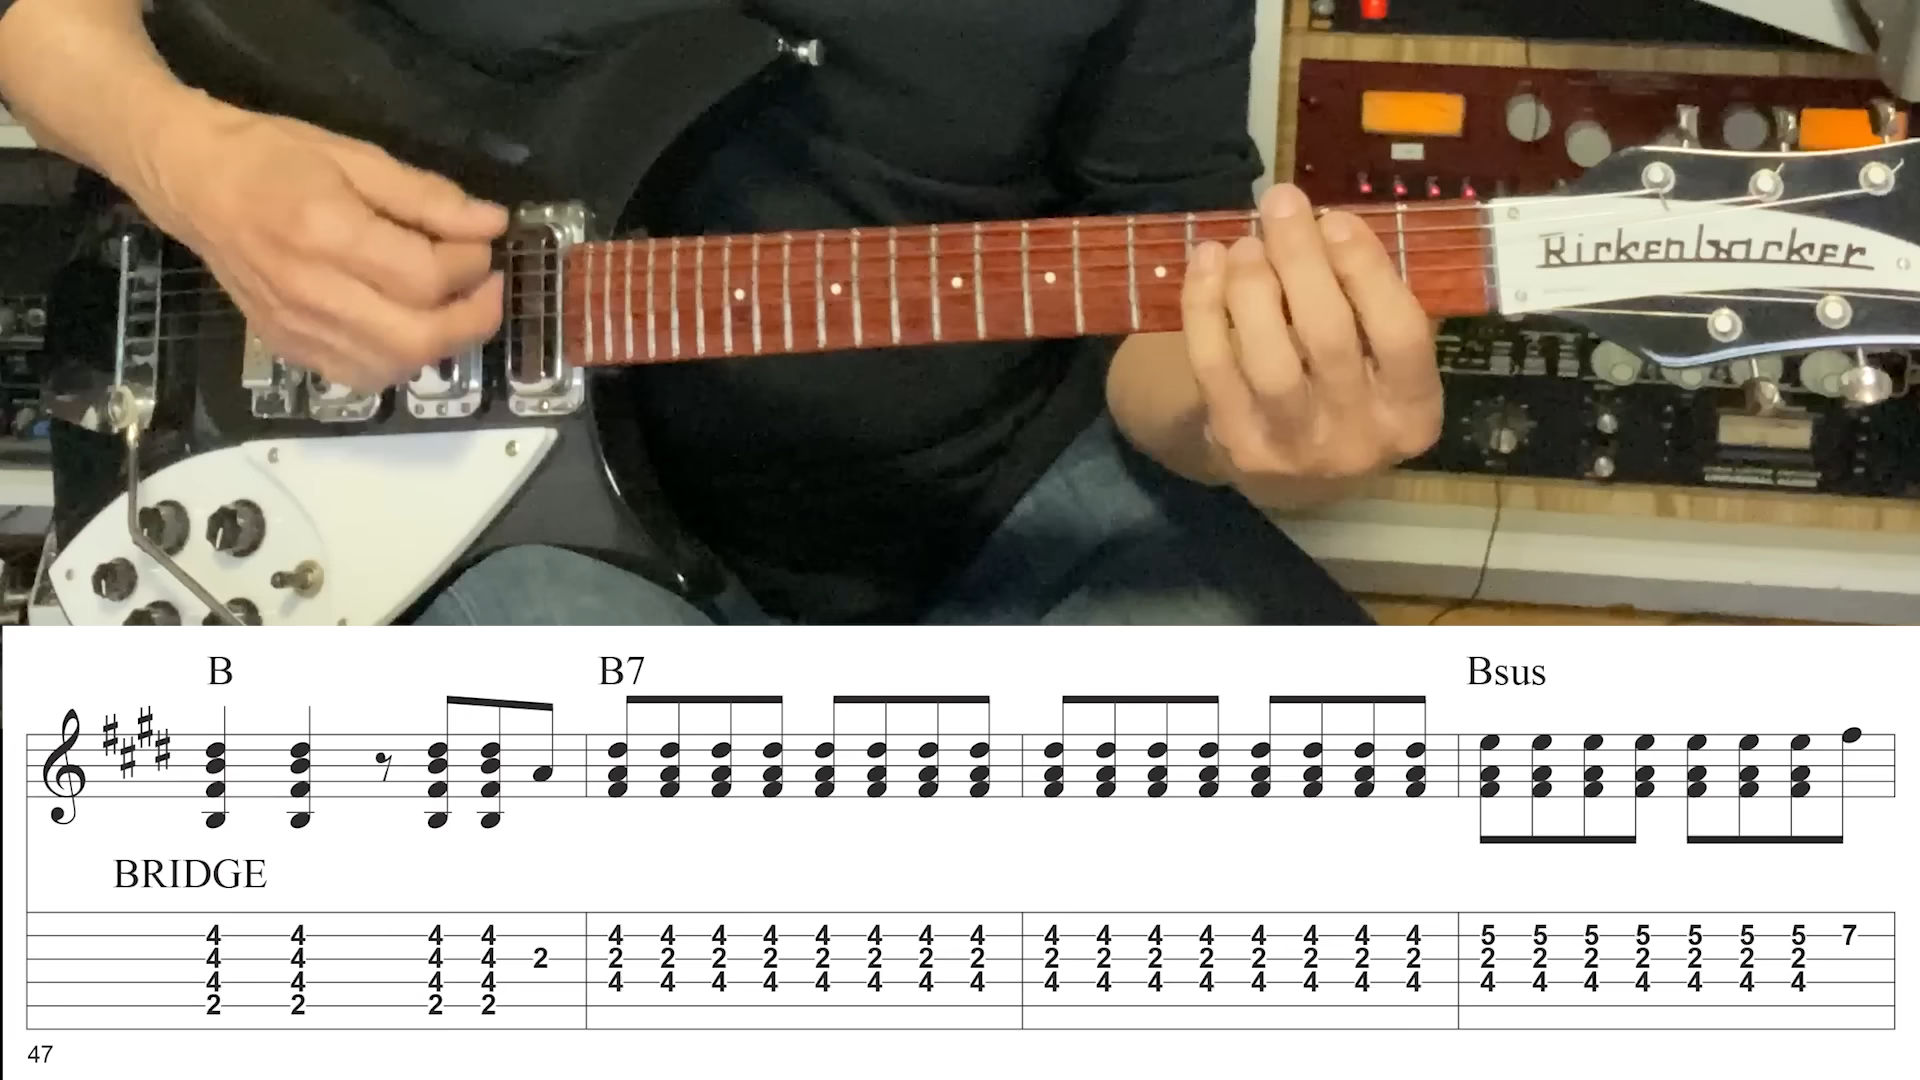 Rickenbacker
B B7 Bsus
BRIDGE
4 4 4 4 4 4 4 4 4 4 4 4 4 4 4 4 4 4 4 4 5 5 5 5 5 5 5 7
4 4 4 4 2 2 2 2 2 2 2 2 2 2 2 2 2 2 2 2 2 2 2 2 2 2 2 2
4 4 4 4 4 4 4 4 4 4 4 4 4 4 4 4 4 4 4 4 4 4 4 4 4 4 4
2 2 2 2
47